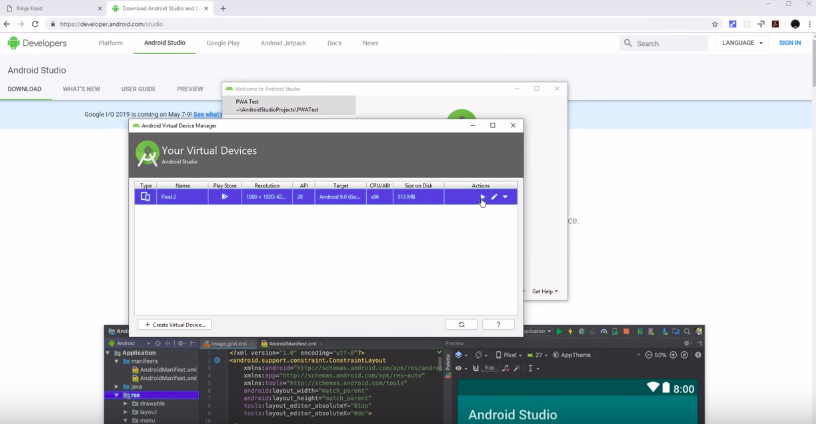 Ninja Food
Download Android Studio and S
https://developer.android.com/studio
Developers Platform Android Studio Google Play Android Jetpack Docs News Search LANGUAGE SIGN IN
Android Studio
DOWNLOAD WHAT'S NEW USER GUIDE PREVIEW
Google I/O 2019 is coming on May 7-9! See what's
Welcome to Android Studio
PWA Test
~\AndroidStudioProjects\PWATest
Android Virtual Device Manager
Your Virtual Devices
Android Studio
Type Name Play Store Resolution API Target CPU/ABI Size on Disk Actions
Pixel 2 1080 × 1920: 42... 28 Android 9.0 (Go... x86 513 MB
ce.
Get Help
+ Create Virtual Device... ?
Andr
Android image_grid.xml AndroidManifest.xml Preview
Application
manifests
AndroidManifest.xml
AndroidManifest.xml
java
res
drawable
layout
menu
1 <?xml version="1.0" encoding="utf-8"?>
2 <android.support.constraint.ConstraintLayout
3 xmlns:android="http://schemas.android.com/apk/res/andro
4 xmlns:app="http://schemas.android.com/apk/res-auto"
5 xmlns:tools="http://schemas.android.com/tools"
6 android:layout_width="match_parent"
7 android:layout_height="match_parent"
8 tools:layout_editor_absoluteY="81dp"
9 tools:layout_editor_absoluteX="0dp">
10
Pixel 27 AppTheme 50%
8:00
Android Studio